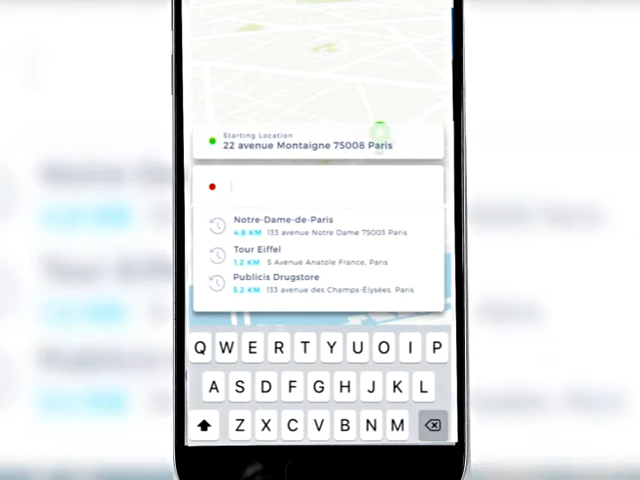 Starting Location
22 avenue Montaigne 75008 Paris
Notre-Dame-de-Paris
4.8 KM 133 avenue Notre Dame 75003 Paris
Tour Eiffel
1.2 KM 5 Avenue Anatole France, Paris
Publicis Drugstore
3.2 KM 133 avenue des Champs-Élysées, Paris
Q W E R T Y U O I P
A S D F G H J K L
Z X C V B N M